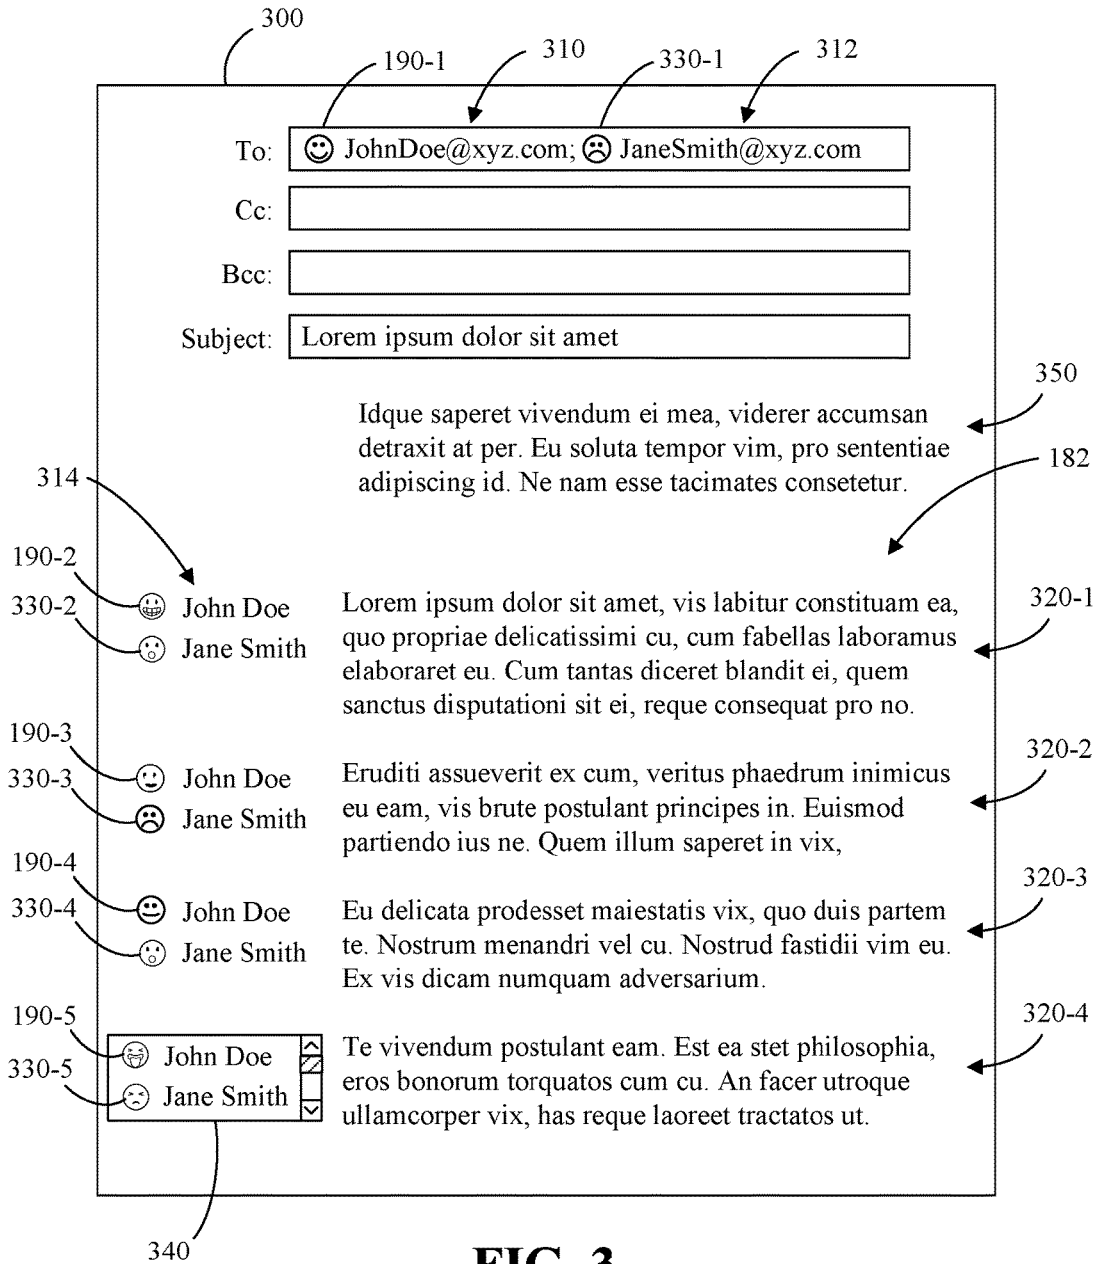 300
190-1 310 330-1 312
To: JohnDoe@xyz.com; JaneSmith@xyz.com
Cc:
Bcc:
Subject: Lorem ipsum dolor sit amet
350
Idque saperet vivendum ei mea, viderer accumsan
detraxit at per. Eu soluta tempor vim, pro sententiae
adipiscing id. Ne nam esse tacimates consetetur.
182
314
190-2
330-2
John Doe
Jane Smith
Lorem ipsum dolor sit amet, vis labitur constituam ea,
quo propriae delicatissimi cu, cum fabellas laboramus
elaboraret eu. Cum tantas diceret blandit ei, quem
sanctus disputationi sit ei, reque consequat pro no.
320-1
190-3
330-3
John Doe
Jane Smith
Eruditi assueverit ex cum, veritus phaedrum inimicus
eu eam, vis brute postulant principes in. Euismod
partiendo ius ne. Quem illum saperet in vix,
320-2
190-4
330-4
John Doe
Jane Smith
Eu delicata prodesset maiestatis vix, quo duis partem
te. Nostrum menandri vel cu. Nostrud fastidii vim eu.
Ex vis dicam numquam adversarium.
320-3
190-5
330-5
John Doe
Jane Smith
Te vivendum postulant eam. Est ea stet philosophia,
eros bonorum torquatos cum cu. An facer utroque
ullamcorper vix, has reque laoreet tractatos ut.
320-4
340
FIG. 3